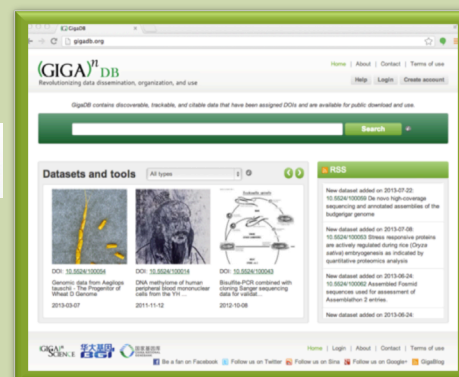 GigaDB
gigadb.org
(GIGA)ⁿ DB
Revolutionizing data dissemination, organization, and use
Home | About | Contact | Terms of use
Help Login Create account
GigaDB contains discoverable, trackable, and citable data that have been assigned DOIs and are available for public download and use.
Search
Datasets and tools
All types
DOI: 10.5524/100054
Genomic data from Aegilops
tauschii - The Progenitor of
Wheat D Genome
2013-03-07
DOI: 10.5524/100014
DNA methylome of human
peripheral blood mononuclear
cells from the YH ...
2011-11-12
DOI: 10.5524/100043
Bisulfite-PCR combined with
cloning Sanger sequencing
data for validat...
2012-10-08
RSS
New dataset added on 2013-07-22:
10.5524/100059 De novo high-coverage
sequencing and annotated assemblies of the
budgerigar genome
New dataset added on 2013-07-08:
10.5524/100053 Stress responsive proteins
are actively regulated during rice (Oryza
sativa) embryogenesis as indicated by
quantitative proteomics analysis
New dataset added on 2013-06-24:
10.5524/100062 Assembled Fosmid
sequences used for assessment of
Assemblathon 2 entries.
New dataset added on 2013-06-24:
(GIGA)ⁿ
SCIENCE
华大基因
BGI
国家基因库
Home | Login | About | Contact | Terms of use
Be a fan on Facebook Follow us on Twitter Follow us on Sina Follow us on Google+ GigaBlog